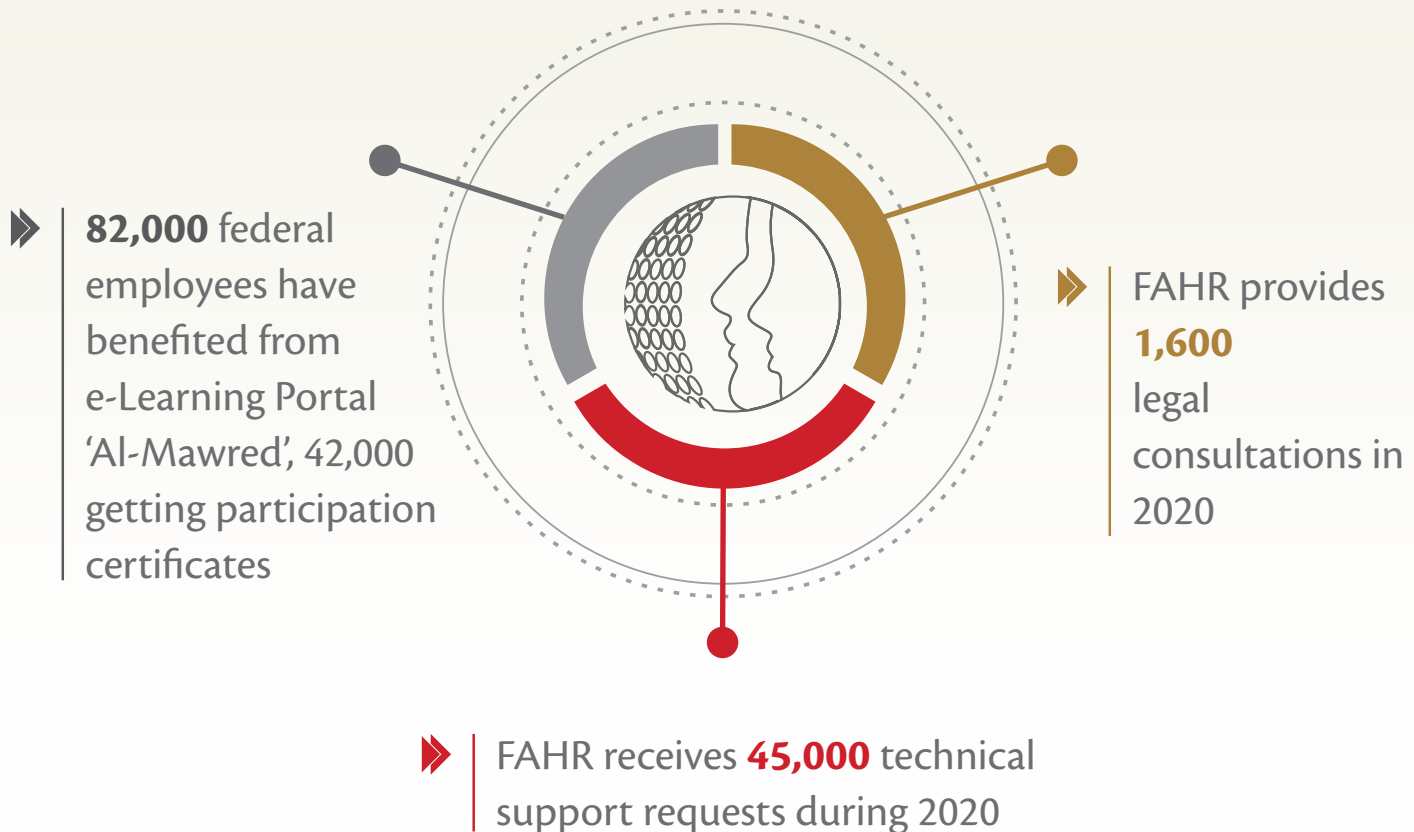 82,000 federal
employees have
benefited from
e-Learning Portal
‘Al-Mawred’, 42,000
getting participation
certificates
FAHR provides
1,600
legal
consultations in
2020
FAHR receives 45,000 technical
support requests during 2020